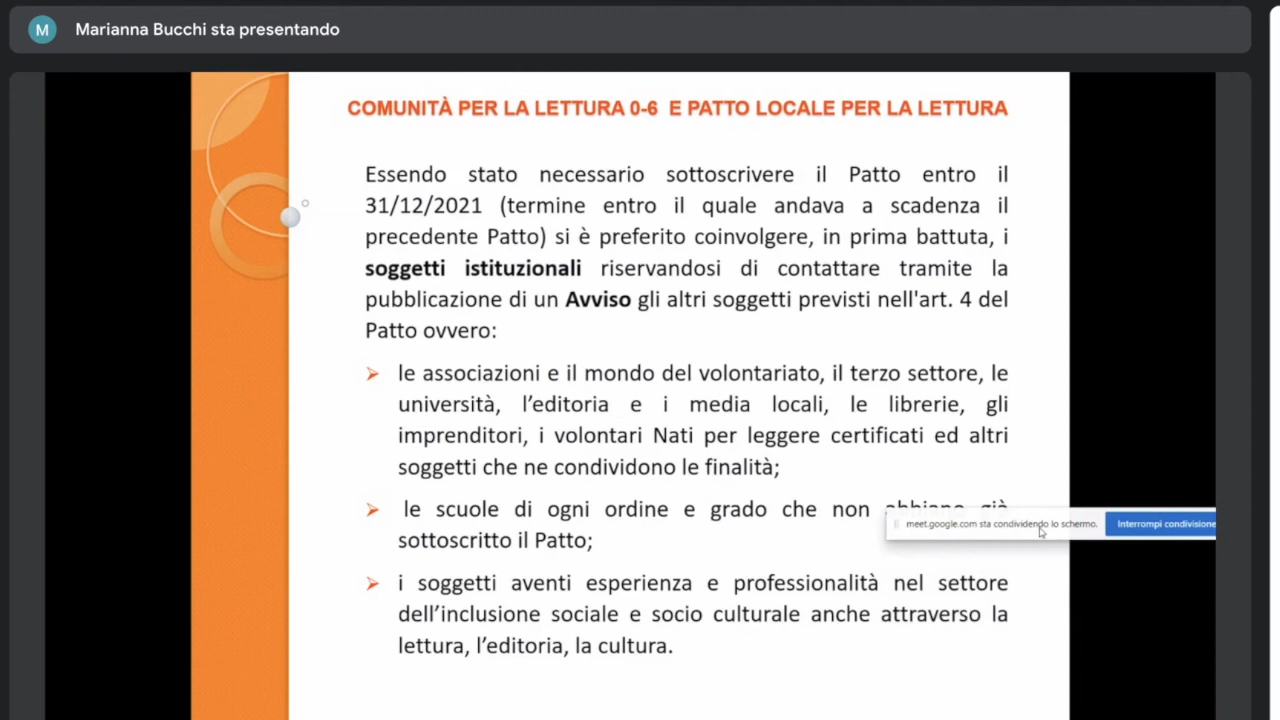 M
Marianna Bucchi sta presentando
COMUNITÀ PER LA LETTURA 0-6 E PATTO LOCALE PER LA LETTURA
Essendo stato necessario sottoscrivere il Patto entro il
31/12/2021 (termine entro il quale andava a scadenza il
precedente Patto) si è preferito coinvolgere, in prima battuta, i
soggetti istituzionali riservandosi di contattare tramite la
pubblicazione di un Avviso gli altri soggetti previsti nell'art. 4 del
Patto ovvero:
le associazioni e il mondo del volontariato, il terzo settore, le
università, l’editoria e i media locali, le librerie, gli
imprenditori, i volontari Nati per leggere certificati ed altri
soggetti che ne condividono le finalità;
le scuole di ogni ordine e grado che non abbiano già
meet.google.com sta condividendo lo schermo.
Interrompi condivisione
sottoscritto il Patto;
i soggetti aventi esperienza e professionalità nel settore
dell’inclusione sociale e socio culturale anche attraverso la
lettura, l’editoria, la cultura.